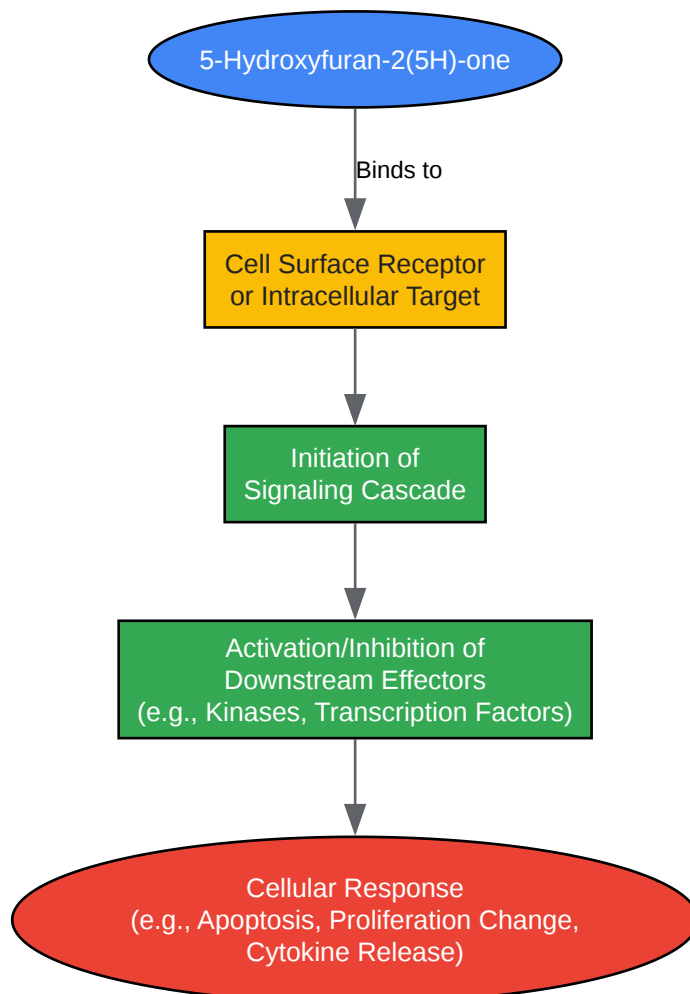 5-Hydroxyfuran-2(5H)-one
Binds to
Cell Surface Receptor
or Intracellular Target
Initiation of
Signaling Cascade
Activation/Inhibition of
Downstream Effectors
(e.g., Kinases, Transcription Factors)
Cellular Response
(e.g., Apoptosis, Proliferation Change,
Cytokine Release)